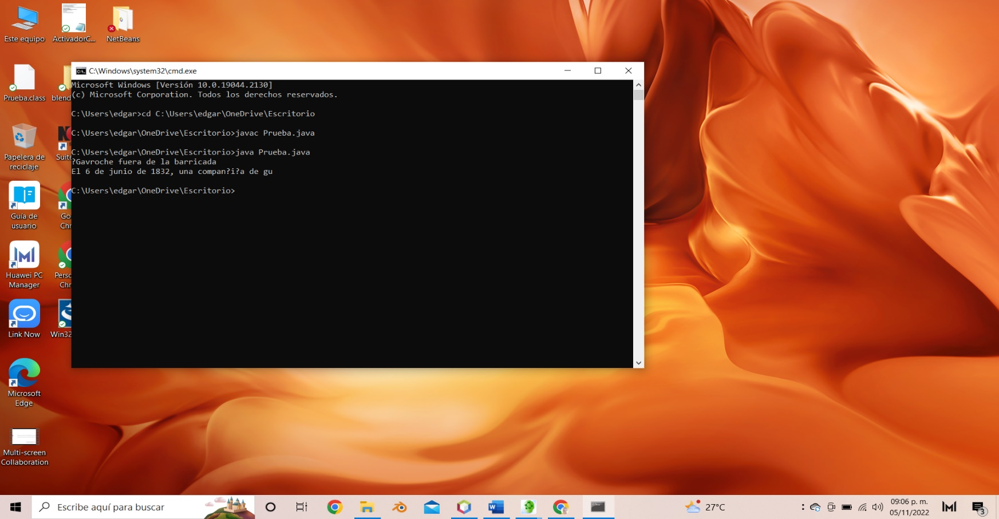 Este equipo
ActivadorC...
NetBeans
Prueba.class
blend
Papelera de
reciclaje
Suite
Guía de
usuario
Go
Chr
Huawei PC
Manager
Perso
Chr
Link Now
Win32
Microsoft
Edge
Multi-screen
Collaboration
C:\Windows\system32\cmd.exe
Microsoft Windows [Versión 10.0.19044.2130]
(c) Microsoft Corporation. Todos los derechos reservados.
C:\Users\edgar>cd C:\Users\edgar\OneDrive\Escritorio
C:\Users\edgar\OneDrive\Escritorio>javac Prueba.java
C:\Users\edgar\OneDrive\Escritorio>java Prueba.java
?Gavroche fuera de la barricada
El 6 de junio de 1832, una compan?i?a de gu
C:\Users\edgar\OneDrive\Escritorio>
Escribe aquí para buscar
27°C
09:06 p. m.
05/11/2022
3